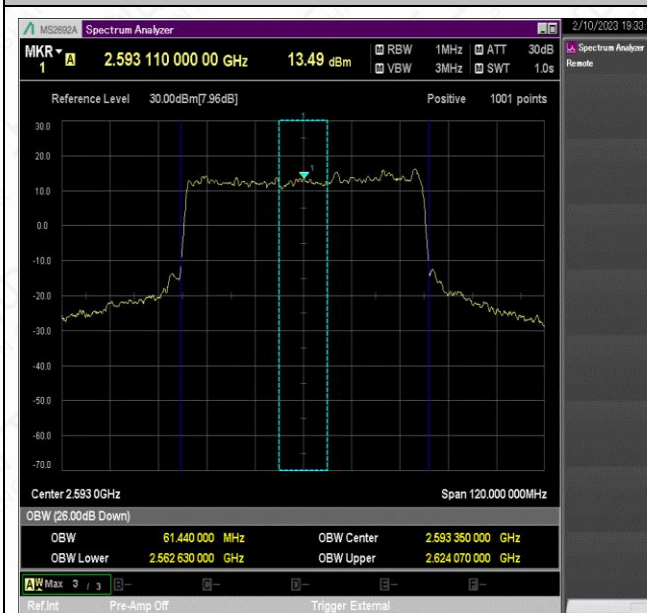 MS2692A Spectrum Analyzer 2/10/2023 19:33:
MKR 1 A 2.593 110 000 00 GHz 13.49 dBm M RBW 1MHz M ATT 30dB
M VBW 3MHz M SWT 1.0s
Spectrum Analyzer
Remote
Reference Level 30.00dBm[7.96dB] Positive 1001 points
1
30.0
20.0
1
10.0
0.0
-10.0
-20.0
-30.0
-40.0
-50.0
-60.0
-70.0
Center 2.593 0GHz Span 120.000 000MHz
OBW (26.00dB Down)
OBW 61.440 000 MHz OBW Center 2.593 350 000 GHz
OBW Lower 2.562 630 000 GHz OBW Upper 2.624 070 000 GHz
A W Max 3 / 3 B- C- D- E- F-
Ref.Int Pre-Amp Off Trigger External